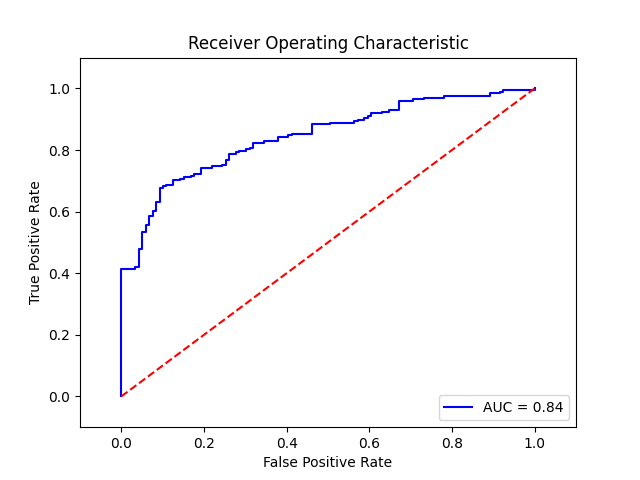 Receiver Operating Characteristic
True Positive Rate
1.0
0.8
0.6
0.4
0.2
0.0
AUC = 0.84
0.0 0.2 0.4 0.6 0.8 1.0
False Positive Rate